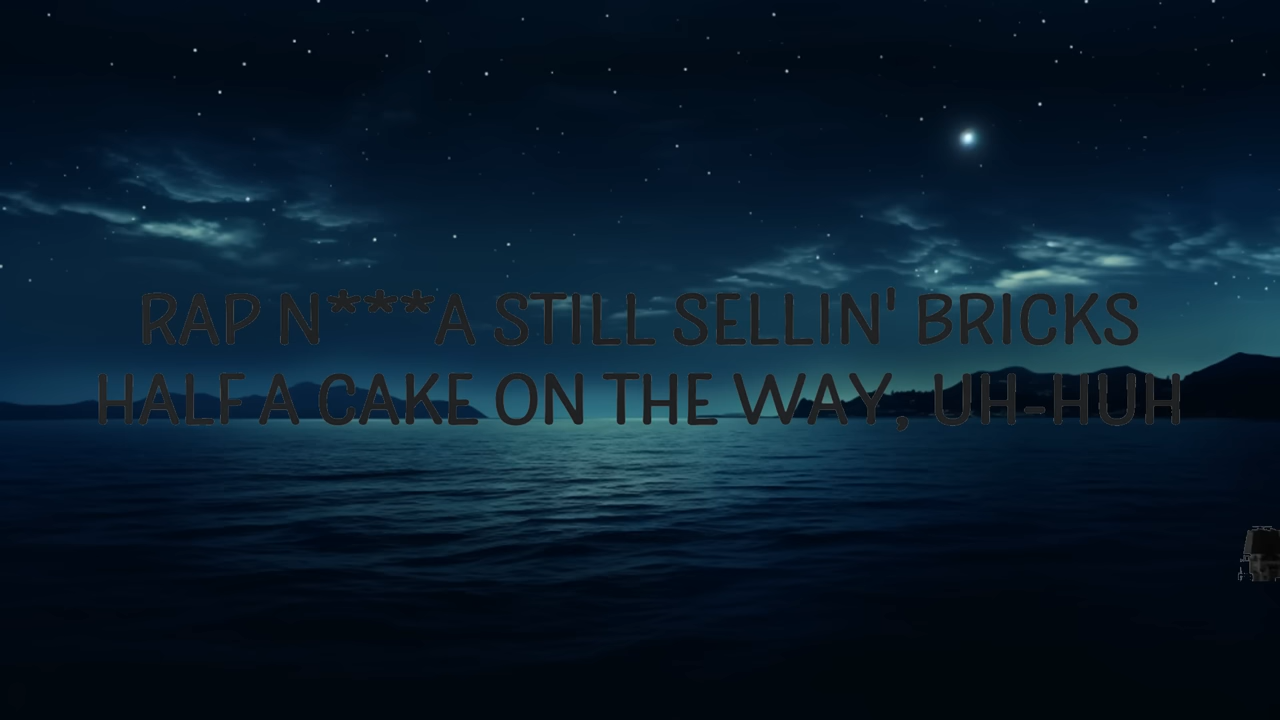 RAP N***A STILL SELLIN' BRICKS
HALF A CAKE ON THE WAY, UH-HUH